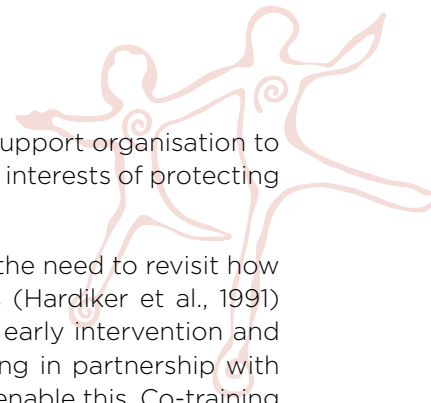 upport organisation to
interests of protecting
the need to revisit how
(Hardiker et al., 1991)
early intervention and
ng in partnership with
enable this. Co-training